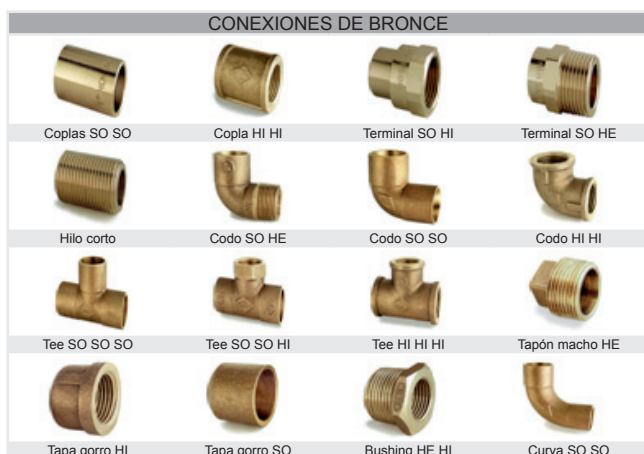 CONEXIONES DE BRONCE
Coplas SO SO Copla HI HI Terminal SO HI Terminal SO HE
Hilo corto Codo SO HE Codo SO SO Codo HI HI
Tee SO SO SO Tee SO SO HI Tee HI HI HI Tapón macho HE
Tapa gorro HI Tapa gorro SO Bushing HE HI Curva SO SO